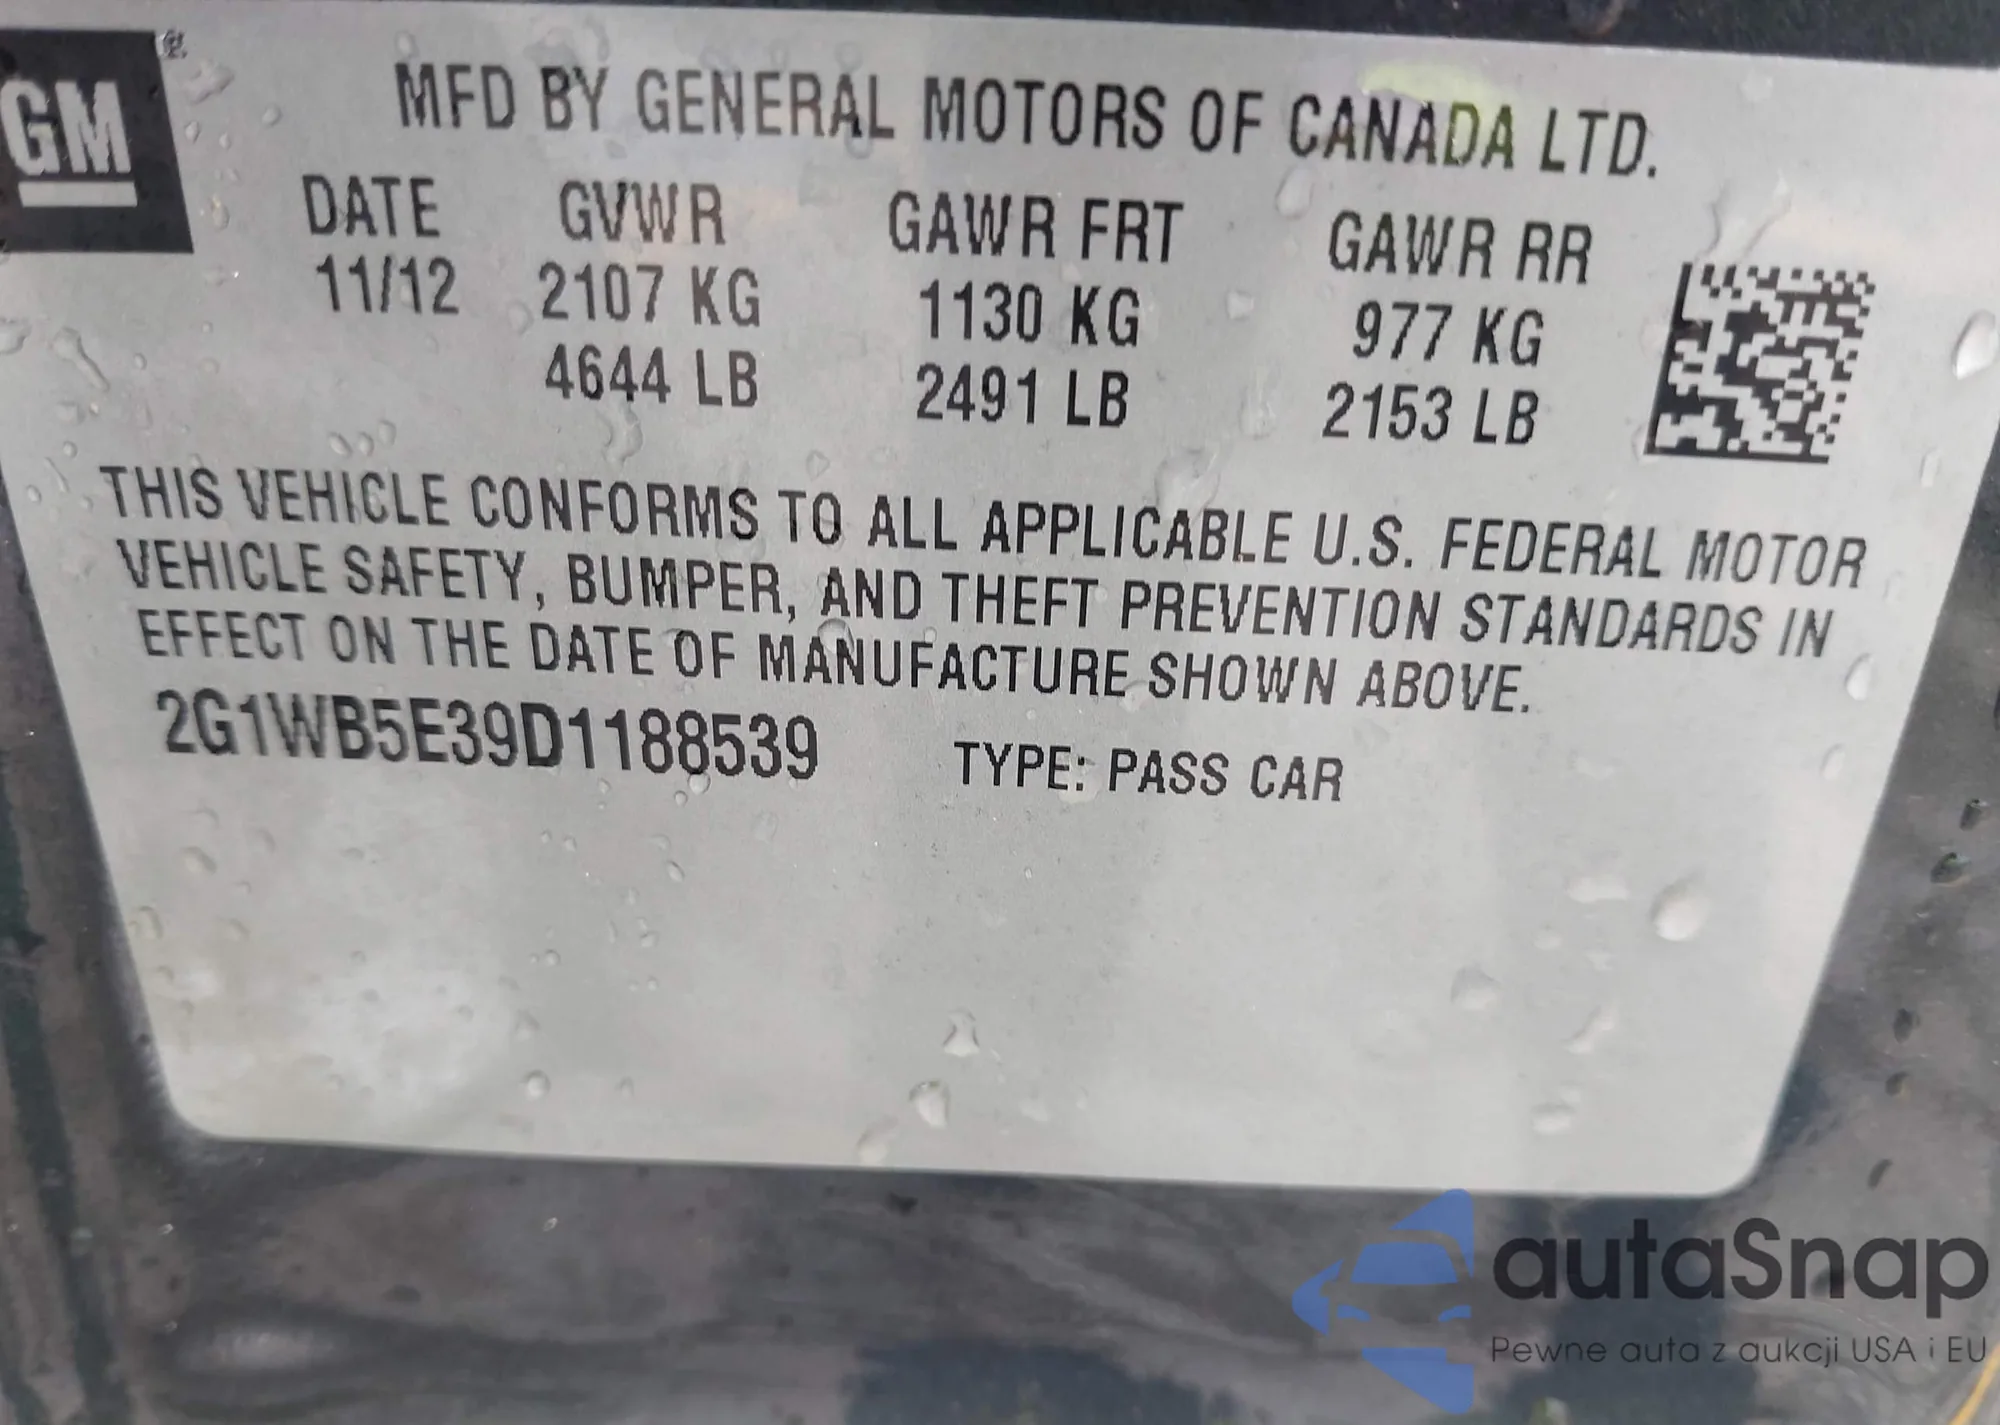 GM
MFD BY GENERAL MOTORS OF CANADA LTD.
DATE GVWR GAWR FRT GAWR RR
11/12 2107 KG 1130 KG 977 KG
4644 LB 2491 LB 2153 LB
THIS VEHICLE CONFORMS TO ALL APPLICABLE U.S. FEDERAL MOTOR
VEHICLE SAFETY, BUMPER, AND THEFT PREVENTION STANDARDS IN
EFFECT ON THE DATE OF MANUFACTURE SHOWN ABOVE.
2G1WB5E39D1188539 TYPE: PASS CAR
autaSnap
Pewne auta z aukcji USA i EU